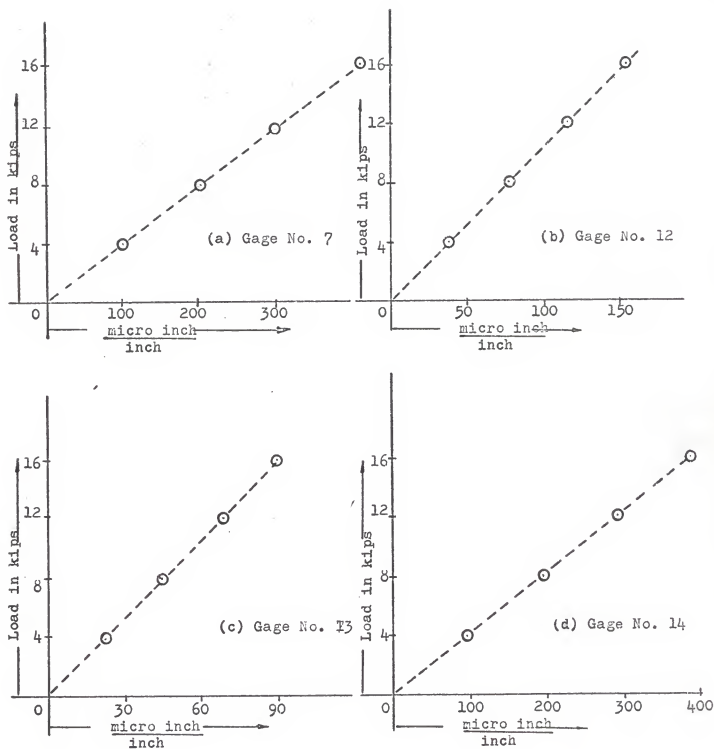 16
12
8
4
0
Load in kips
100
200
300
micro inch
inch
(a) Gage No. 7
16
12
8
4
0
Load in kips
50
100
150
micro inch
inch
(b) Gage No. 12
16
12
8
4
0
Load in kips
30
60
90
micro inch
inch
(c) Gage No. 13
16
12
8
4
0
Load in kips
100
200
300
400
micro inch
inch
(d) Gage No. 14